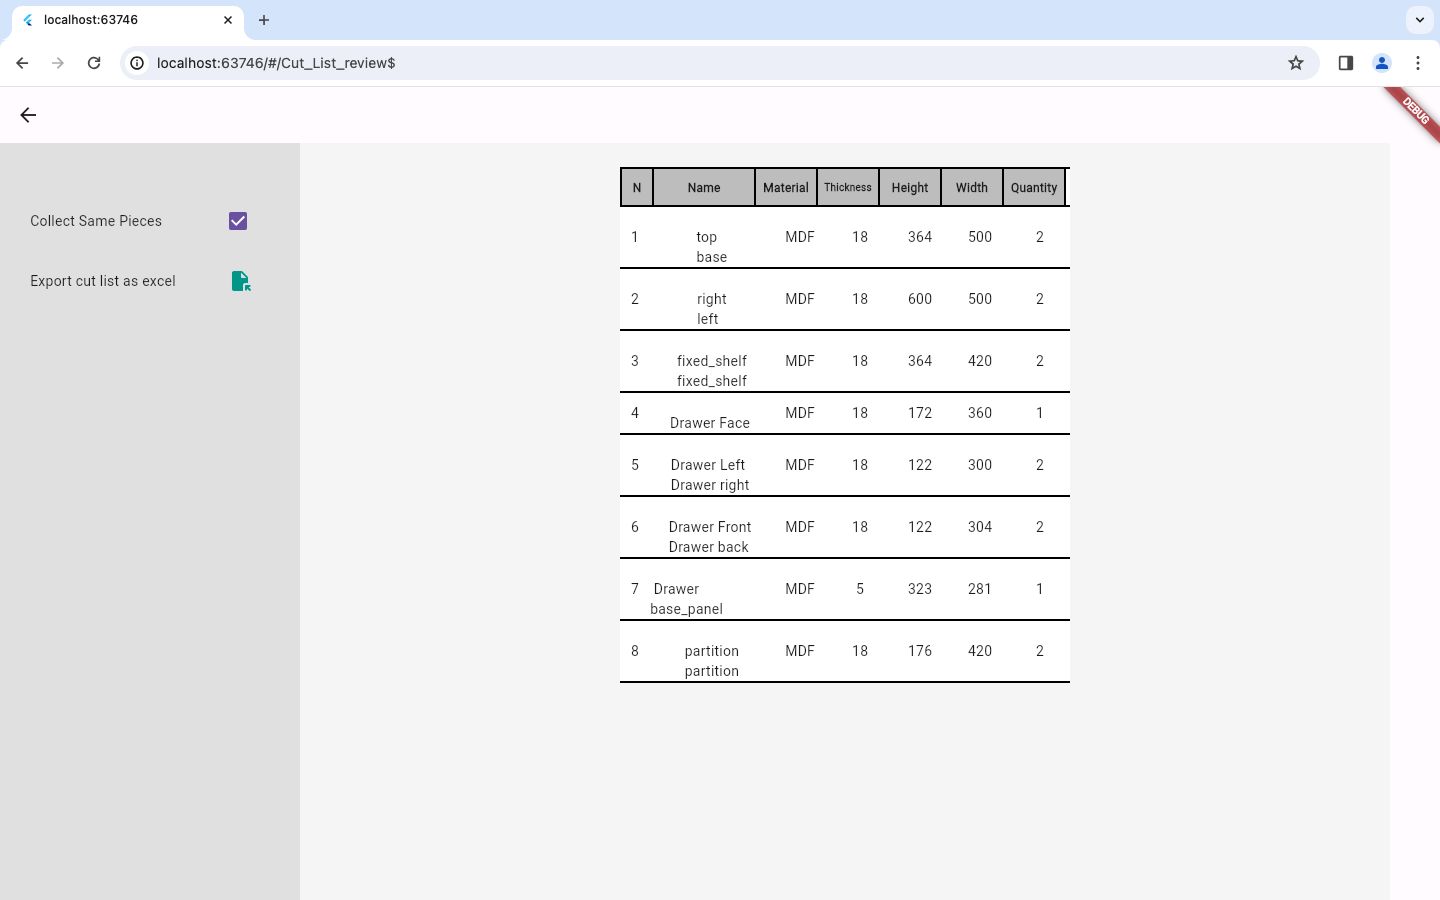 localhost:63746
localhost:63746/#/Cut_List_review$
DEBUG
Collect Same Pieces
Export cut list as excel
N Name Material Thickness Height Width Quantity
1 top MDF 18 364 500 2
base
2 right MDF 18 600 500 2
left
3 fixed_shelf MDF 18 364 420 2
fixed_shelf
4 MDF 18 172 360 1
Drawer Face
5 Drawer Left MDF 18 122 300 2
Drawer right
6 Drawer Front MDF 18 122 304 2
Drawer back
7 Drawer MDF 5 323 281 1
base_panel
8 partition MDF 18 176 420 2
partition